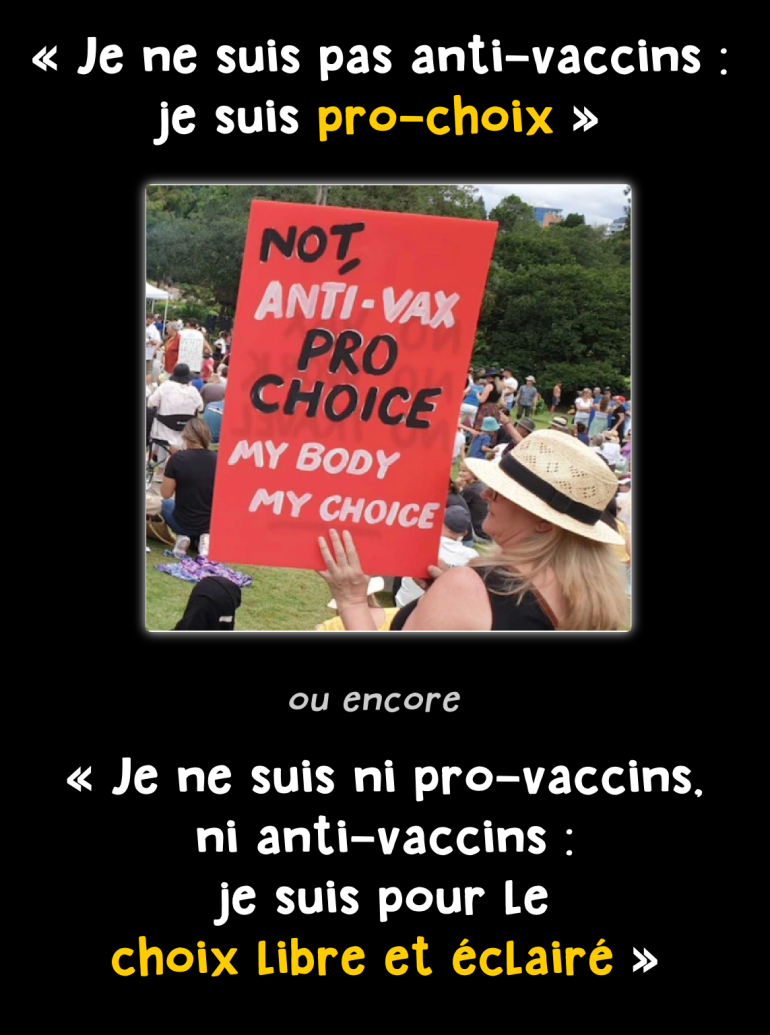 « Je ne suis pas anti-vaccins :
je suis pro-choix »
NOT,
ANTI-VAX
PRO
CHOICE
MY BODY
MY CHOICE
ou encore
« Je ne suis ni pro-vaccins,
ni anti-vaccins :
je suis pour le
choix libre et éclairé »